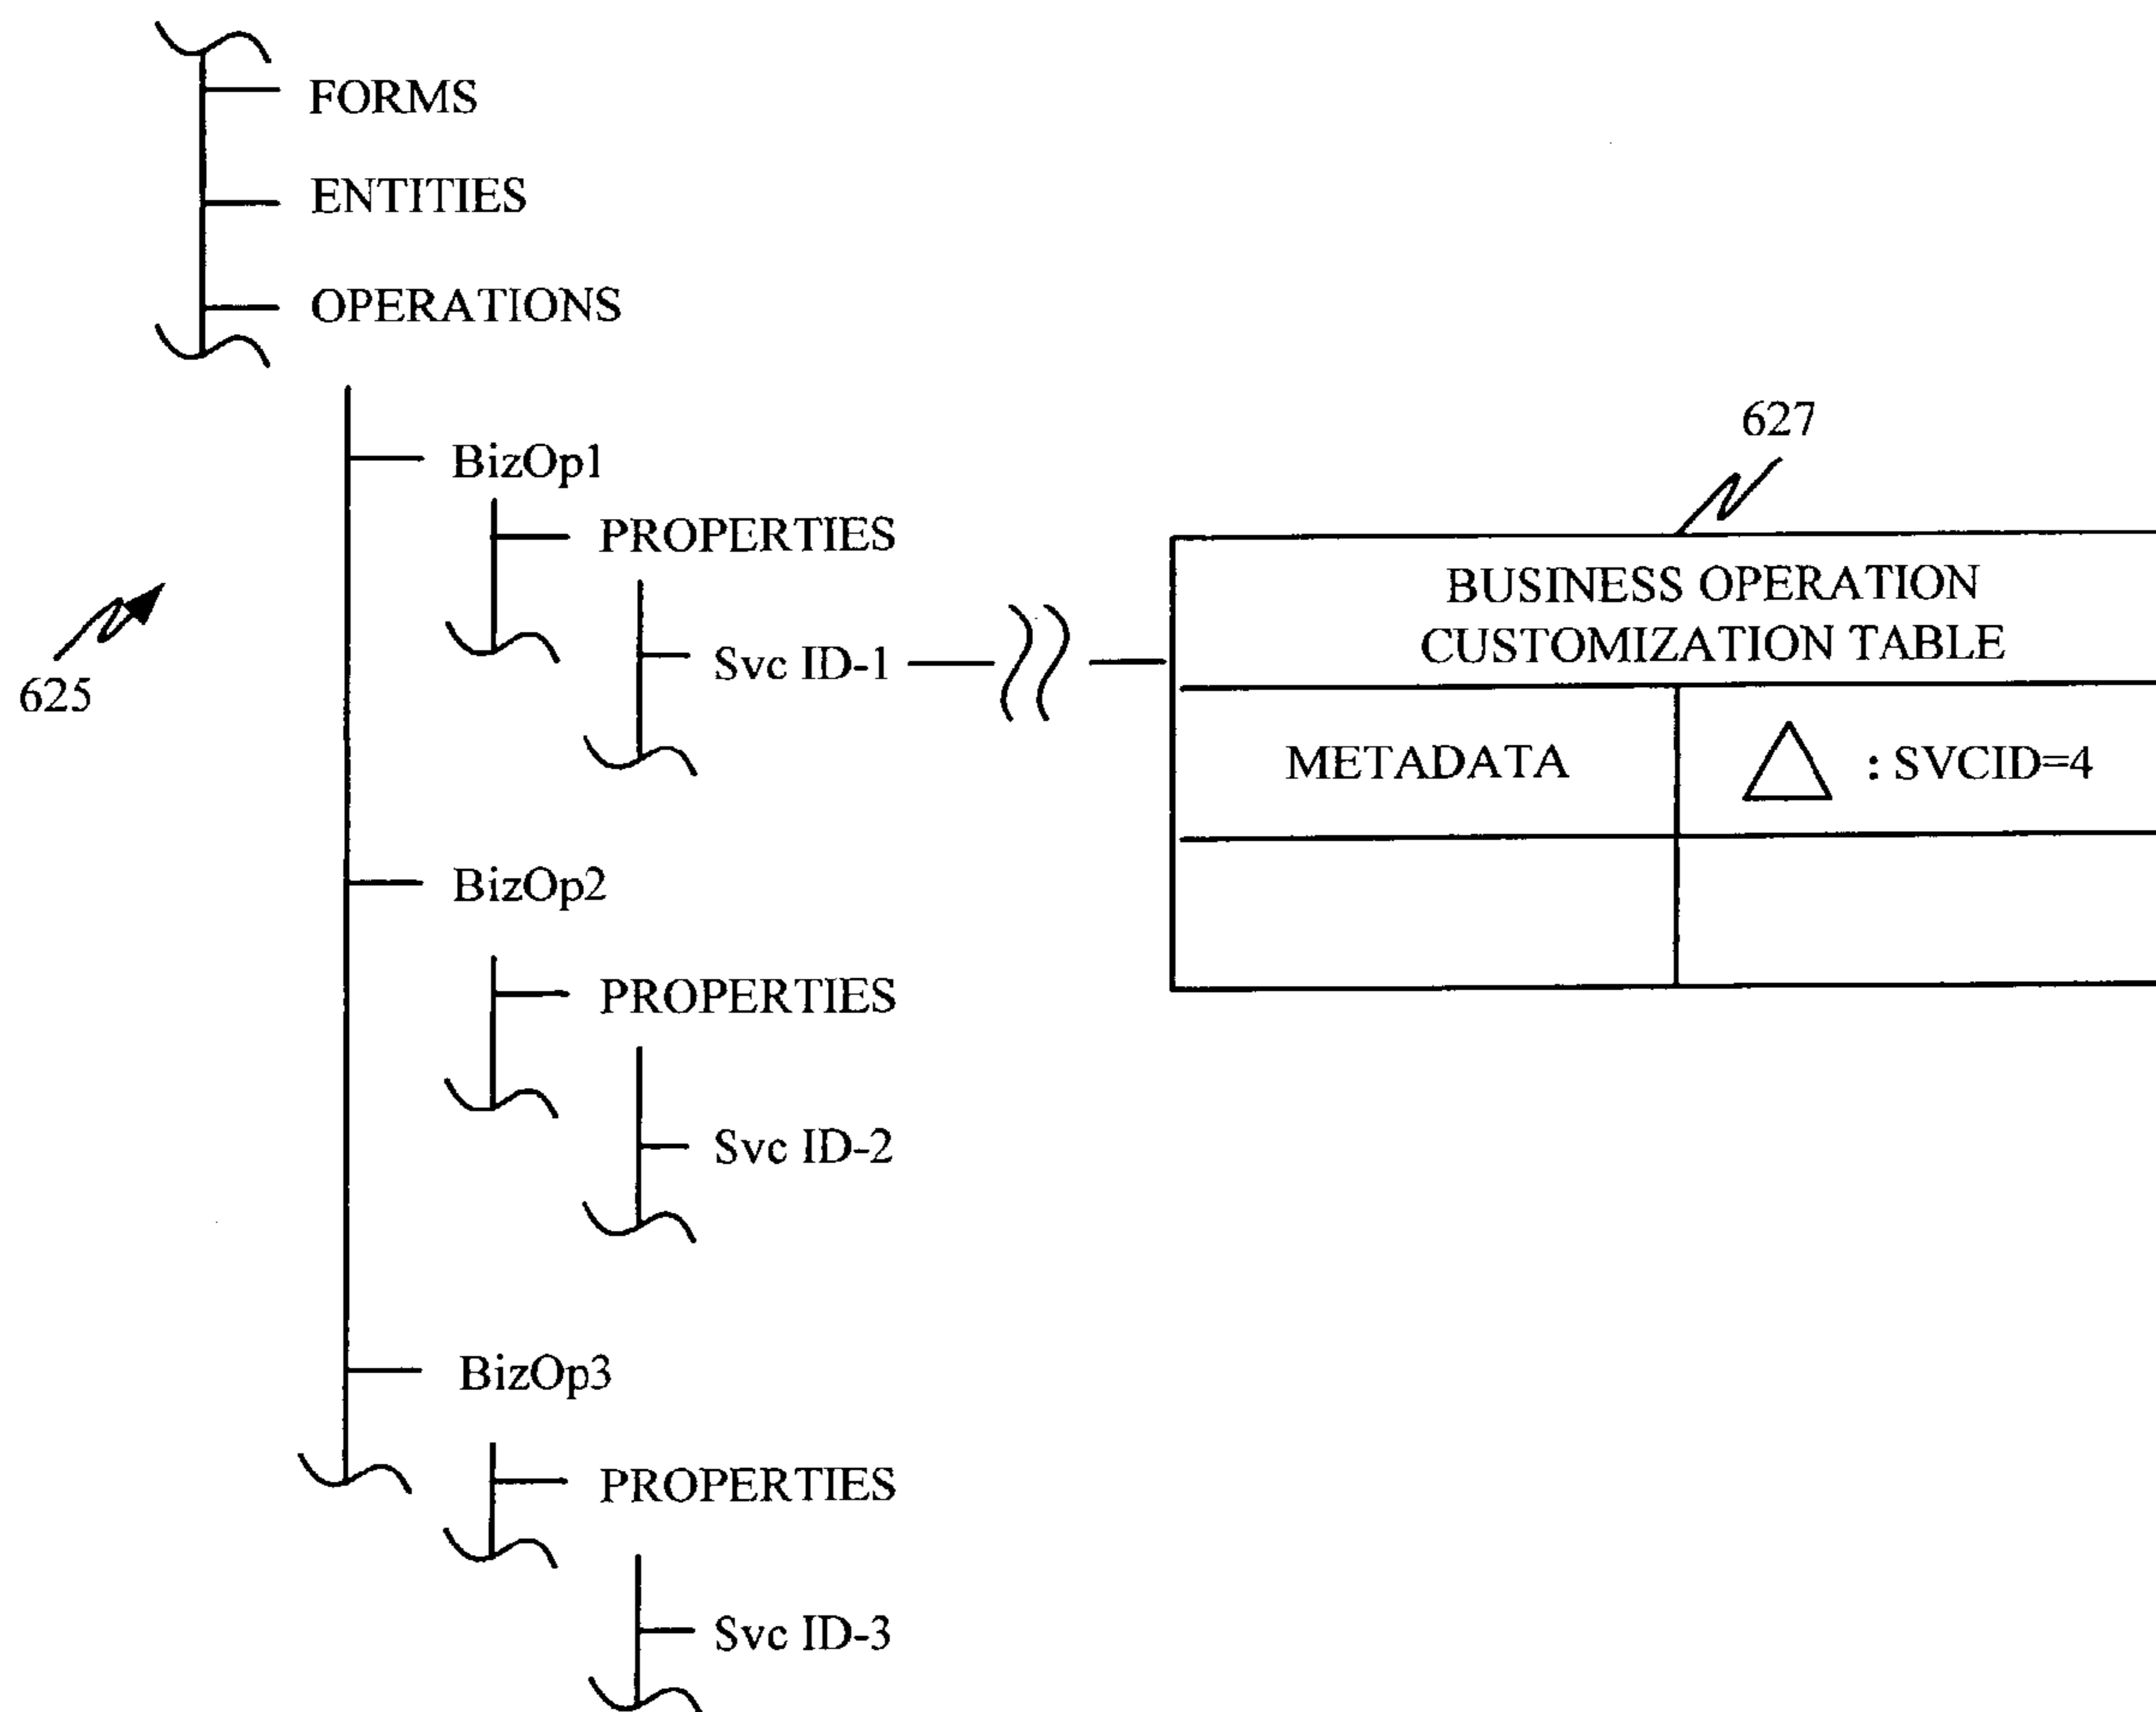 FORMS
ENTITIES
OPERATIONS
627
BizOp1
PROPERTIES
BUSINESS OPERATION
CUSTOMIZATION TABLE
625
Svc ID-1
METADATA
: SVCID=4
BizOp2
PROPERTIES
Svc ID-2
BizOp3
PROPERTIES
Svc ID-3